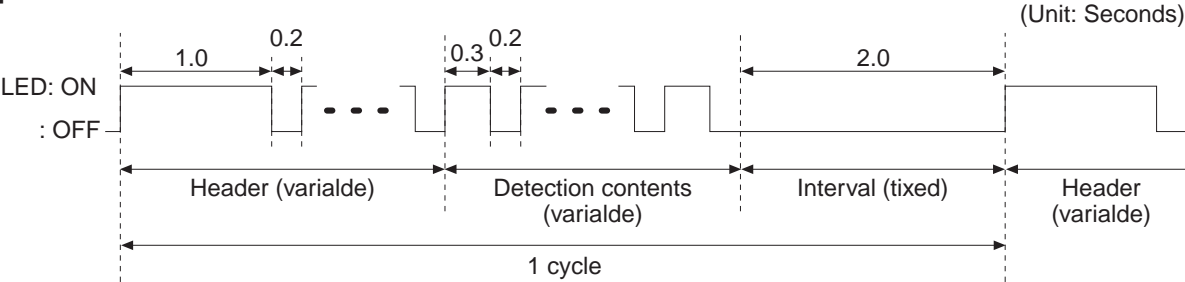 (Unit: Seconds)
0.2
0.2
1.0
0.3
2.0
LED: ON
: OFF
Header (varialde)
Detection contents
(varialde)
Interval (tixed)
Header
(varialde)
1 cycle